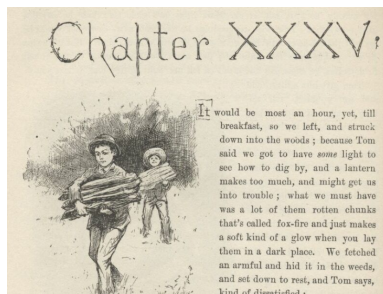 Chapter XXXV.
It would be most an hour, yet, till
breakfast, so we left, and struck
down into the woods ; because Tom
said we got to have some light to
see how to dig by, and a lantern
makes too much, and might get us
into trouble ; what we must have
was a lot of them rotten chunks
that's called fox-fire and just makes
a soft kind of a glow when you lay
them in a dark place. We fetched
an armful and hid it in the weeds,
and set down to rest, and Tom says,
kind of dissatisfied :